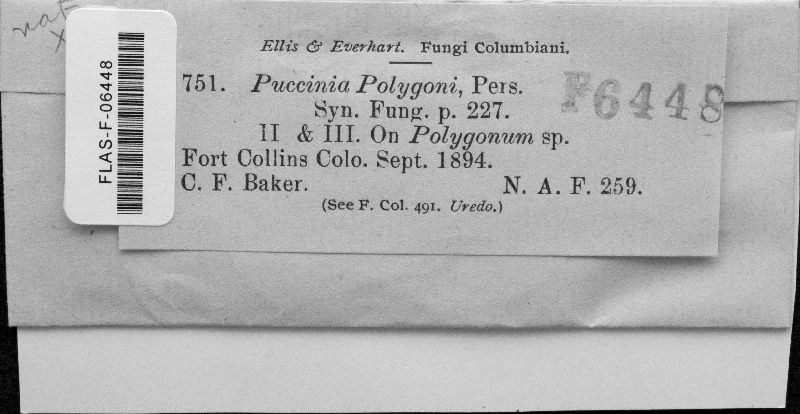 Ellis & Everhart. Fungi Columbiani.
751. Puccinia Polygoni, Pers.
Syn. Fung. p. 227.
II & III. On Polygonum sp.
Fort Collins Colo. Sept. 1894.
C. F. Baker. N. A. F. 259.
(See F. Col. 491. Uredo.)
F6448
FLAS-F-06448